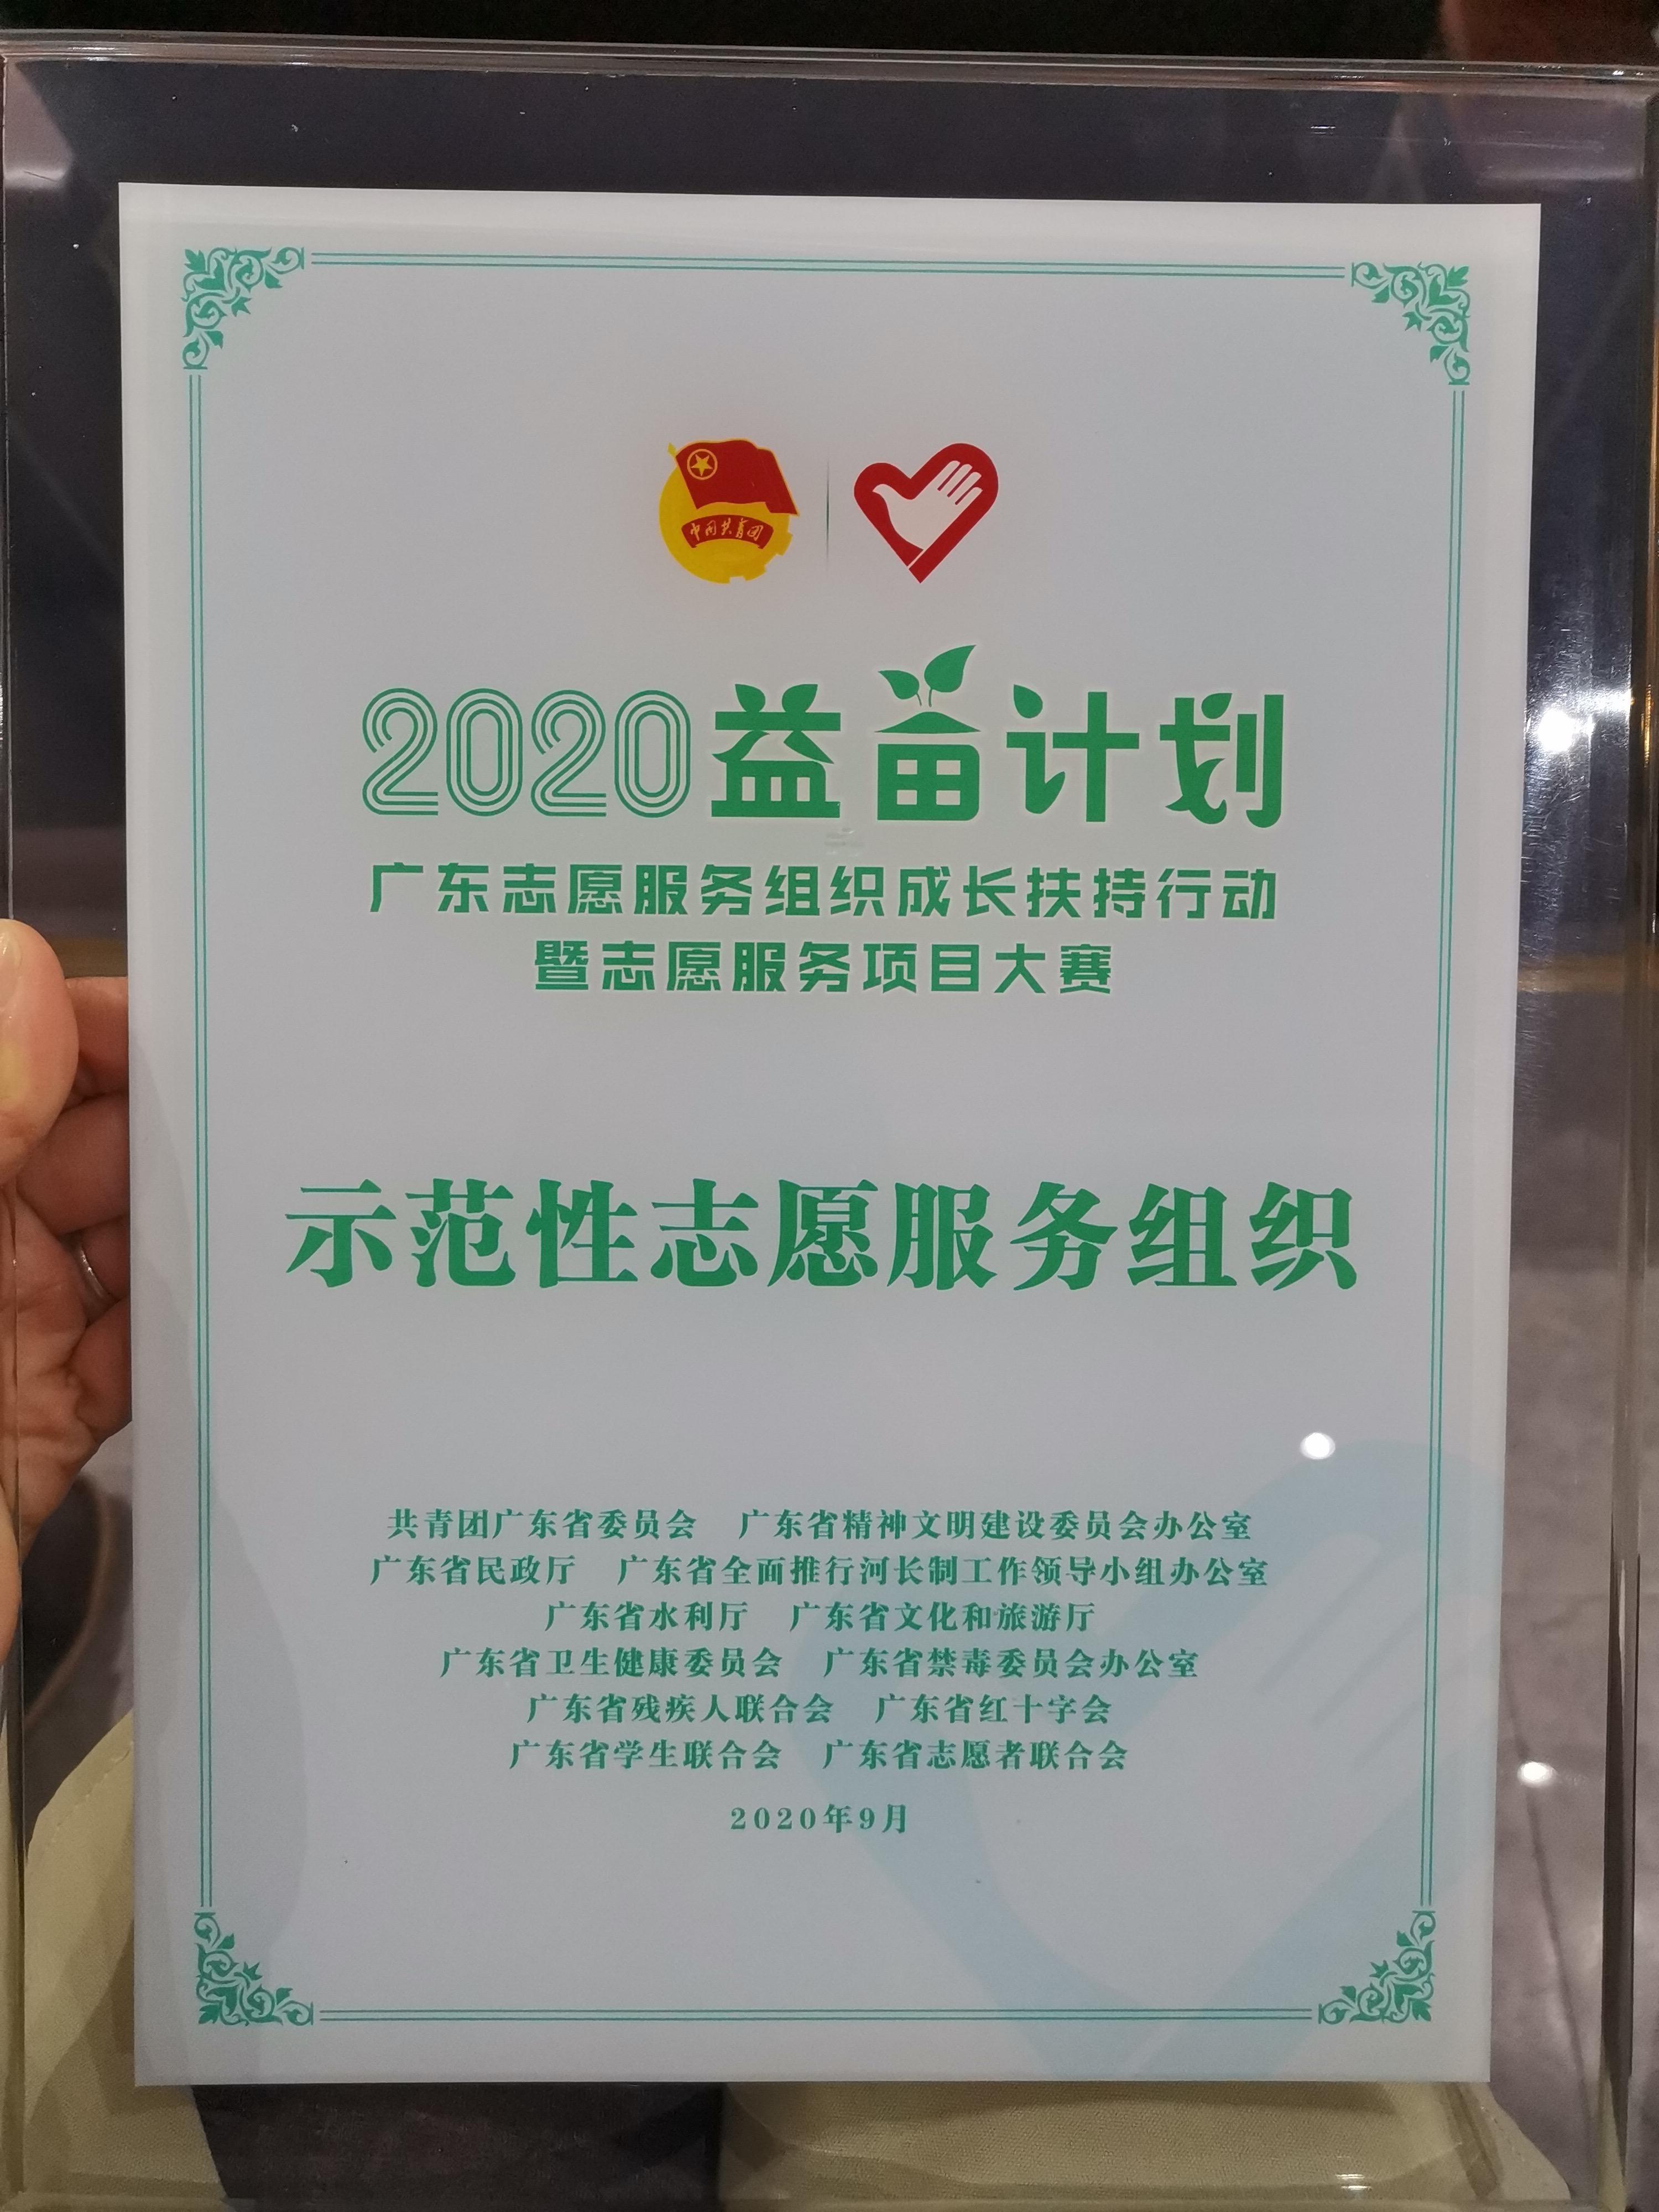 中国共青团
2020益苗计划
广东志愿服务组织成长扶持行动
暨志愿服务项目大赛
示范性志愿服务组织
共青团广东省委员会 广东省精神文明建设委员会办公室
广东省民政厅 广东省全面推行河长制工作领导小组办公室
广东省水利厅 广东省文化和旅游厅
广东省卫生健康委员会 广东省禁毒委员会办公室
广东省残疾人联合会 广东省红十字会
广东省学生联合会 广东省志愿者联合会
2020年9月